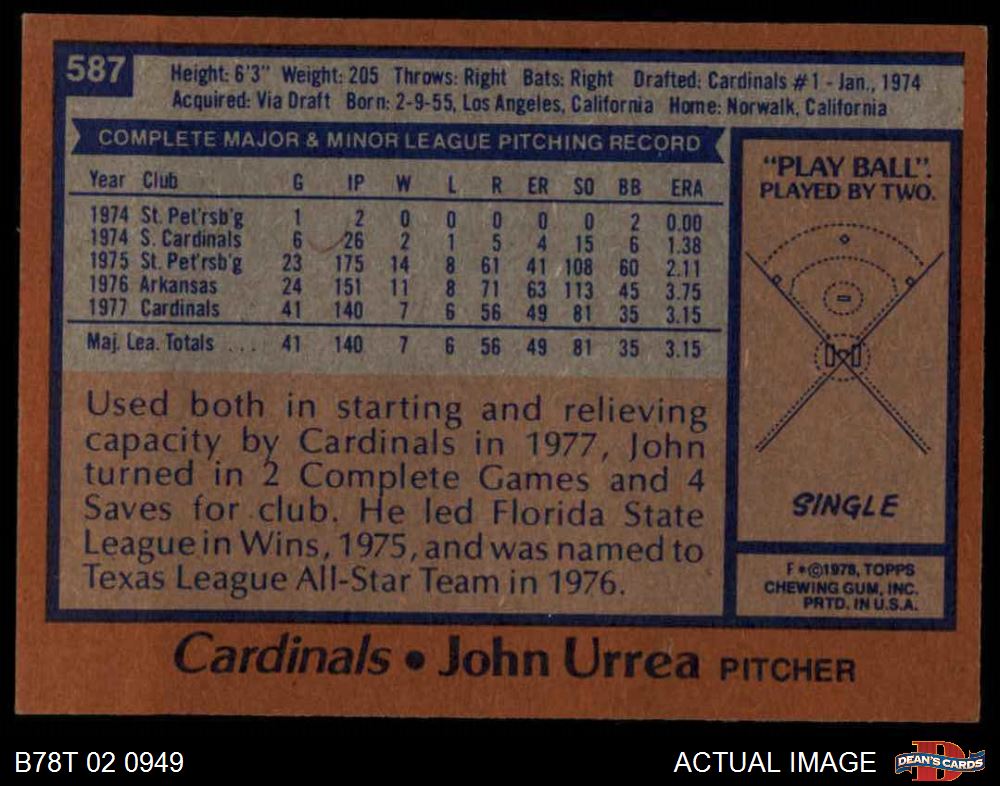 587
Height: 6'3" Weight: 205 Throws: Right Bats: Right Drafted: Cardinals #1 - Jan., 1974
Acquired: Via Draft Born: 2-9-55, Los Angeles, California Home: Norwalk, California
COMPLETE MAJOR & MINOR LEAGUE PITCHING RECORD
Year Club G IP W L R ER SO BB ERA
1974 St. Pet'rsb'g 1 2 0 0 0 0 0 2 0.00
1974 S. Cardinals 6 26 2 1 5 4 15 6 1.38
1975 St. Pet'rsb'g 23 175 14 8 61 41 108 60 2.11
1976 Arkansas 24 151 11 8 71 63 113 45 3.75
1977 Cardinals 41 140 7 6 56 49 81 35 3.15
Maj. Lea. Totals ... 41 140 7 6 56 49 81 35 3.15
Used both in starting and relieving
capacity by Cardinals in 1977, John
turned in 2 Complete Games and 4
Saves for club. He led Florida State
League in Wins, 1975, and was named to
Texas League All-Star Team in 1976.
"PLAY BALL".
PLAYED BY TWO.
SINGLE
F*©1978, TOPPS
CHEWING GUM, INC.
PRTD. IN U.S.A.
Cardinals • John Urrea PITCHER
B78T 02 0949
ACTUAL IMAGE
D
DEAN'S CARDS